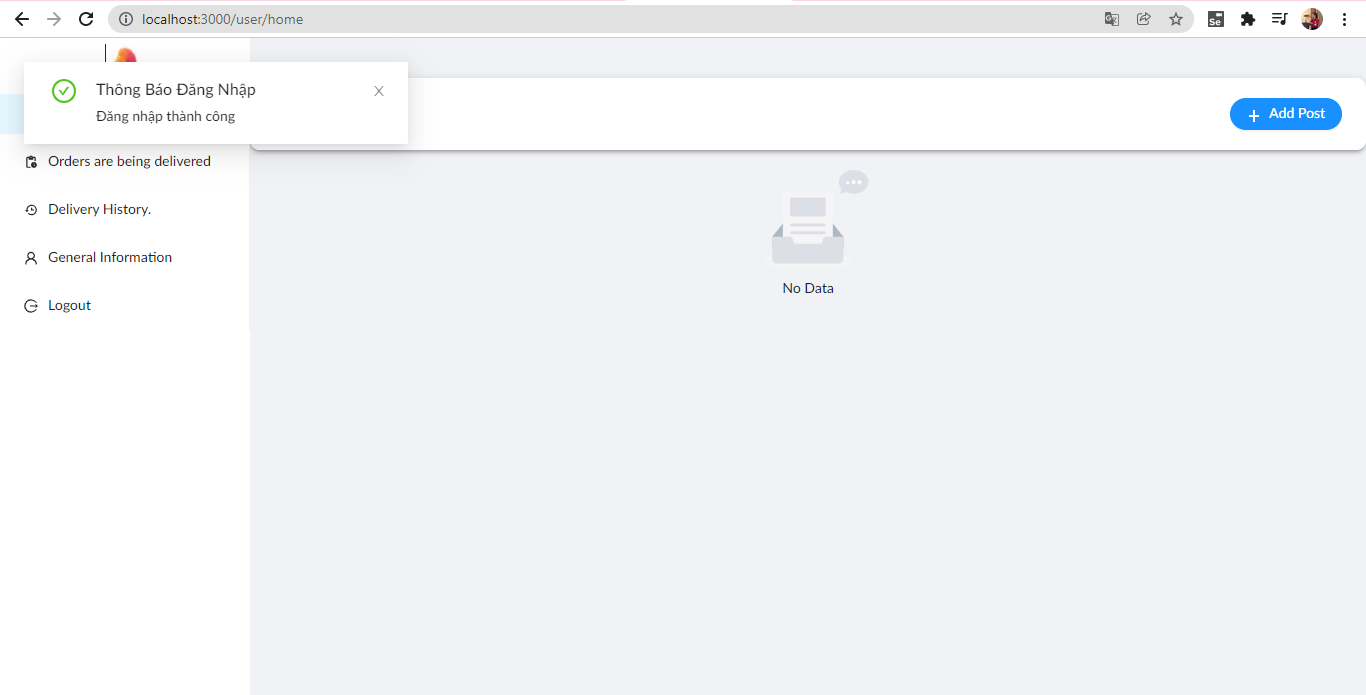 localhost:3000/user/home
Se
Thông Báo Đăng Nhập
Đăng nhập thành công
+ Add Post
Orders are being delivered
Delivery History.
General Information
Logout
No Data